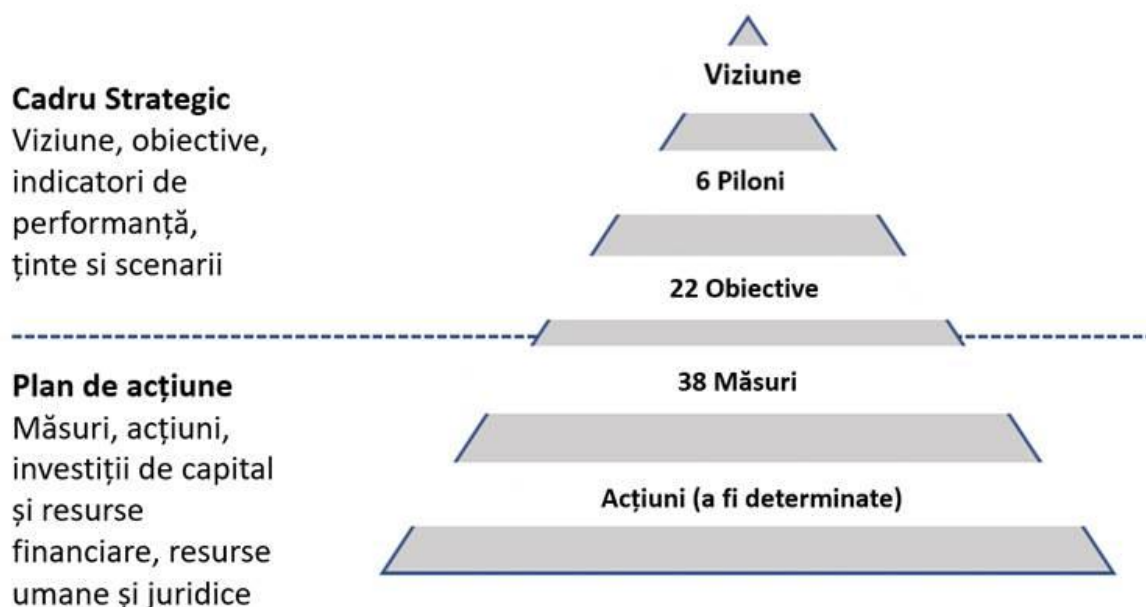 Viziune
Cadru Strategic
Viziune, obiective,
indicatori de
performanță,
ținte si scenarii
6 Piloni
22 Obiective
Plan de acțiune
Măsuri, acțiuni,
investiții de capital
și resurse
financiare, resurse
umane și juridice
38 Măsuri
Acțiuni (a fi determinate)